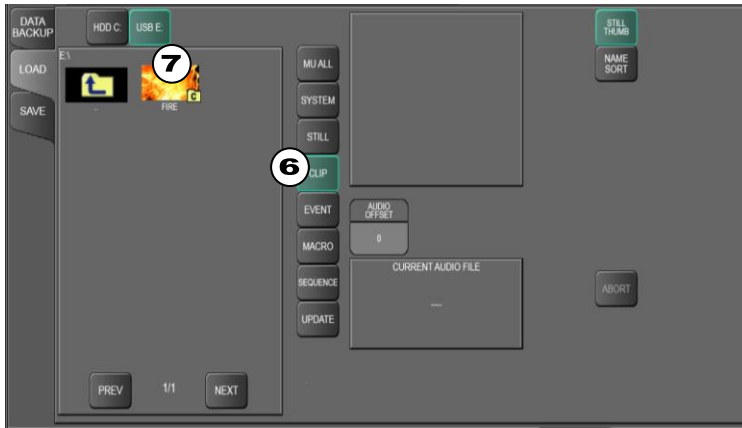 DATA
BACKUP
HDD C:
USB E:
STILL
THUMB
E:\
7
LOAD
MU ALL
NAME
SORT
C
FIRE
..
SYSTEM
SAVE
STILL
6
CLIP
EVENT
AUDIO
OFFSET
0
MACRO
CURRENT AUDIO FILE
SEQUENCE
ABORT
---
UPDATE
PREV
1/1
NEXT